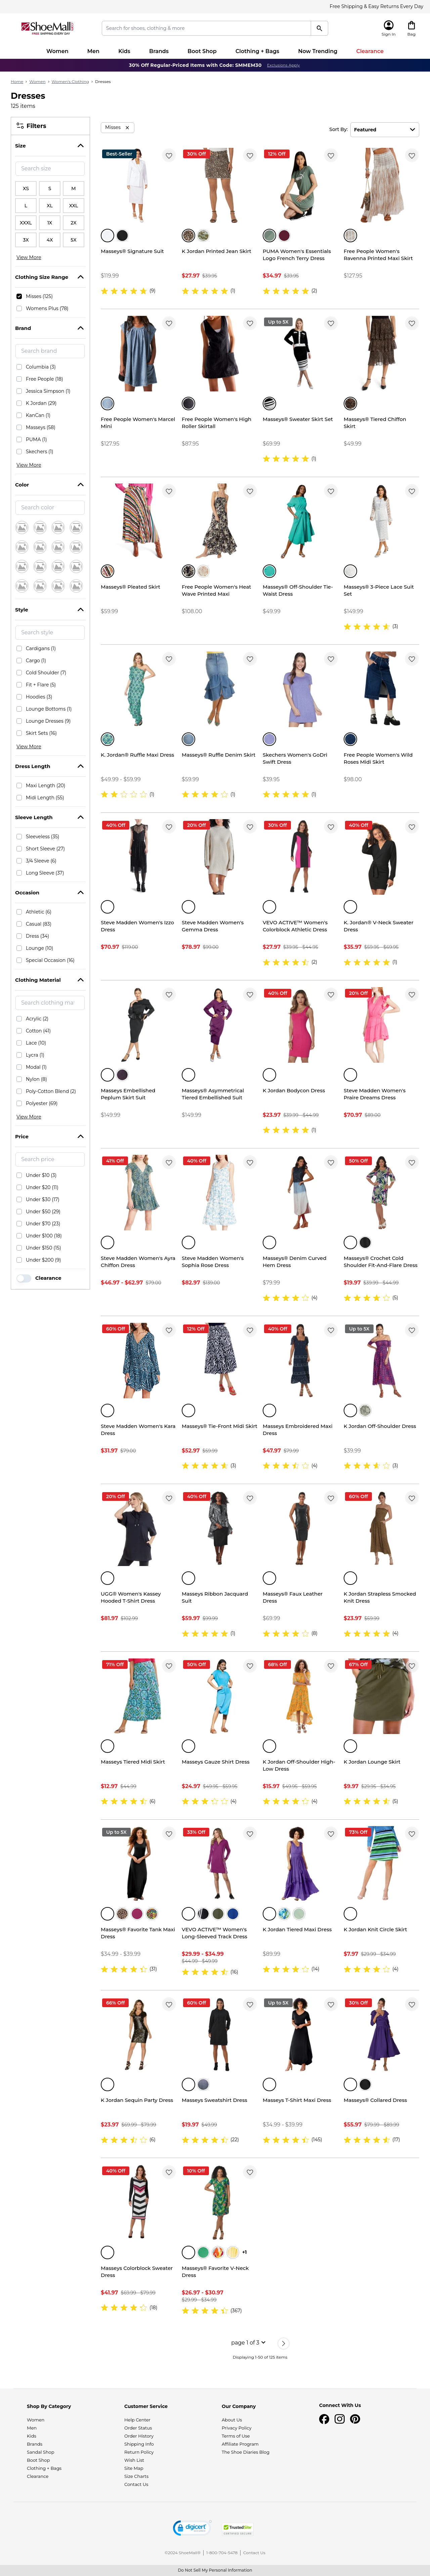 Free Shipping & Easy Returns Every Day
ShoeMall
FREE SHIPPING EVERY DAY
Search for shoes, clothing & more
Sign In
Bag
Women Men Kids Brands Boot Shop Clothing + Bags Now Trending Clearance
30% Off Regular-Priced Items with Code: SMMEM30 Exclusions Apply
Home > Women > Women's Clothing > Dresses
Dresses
125 items
Filters
Size
Search size
XS S M
L XL XXL
XXXL 1X 2X
3X 4X 5X
View More
Clothing Size Range
Misses (125)
Womens Plus (78)
Brand
Search brand
Columbia (3)
Free People (18)
Jessica Simpson (1)
K Jordan (29)
KanCan (1)
Masseys (58)
PUMA (1)
Skechers (1)
View More
Color
Search color
Style
Search style
Cardigans (1)
Cargo (1)
Cold Shoulder (7)
Fit + Flare (5)
Hoodies (3)
Lounge Bottoms (1)
Lounge Dresses (9)
Skirt Sets (16)
View More
Dress Length
Maxi Length (20)
Midi Length (55)
Sleeve Length
Sleeveless (35)
Short Sleeve (27)
3/4 Sleeve (6)
Long Sleeve (37)
Occasion
Athletic (6)
Casual (83)
Dress (34)
Lounge (10)
Special Occasion (16)
Clothing Material
Search clothing ma
Acrylic (2)
Cotton (41)
Lace (10)
Lycra (1)
Modal (1)
Nylon (8)
Poly-Cotton Blend (2)
Polyester (69)
View More
Price
Search price
Under $10 (3)
Under $20 (11)
Under $30 (17)
Under $50 (29)
Under $70 (23)
Under $100 (18)
Under $150 (15)
Under $200 (9)
Clearance
Misses ×
Sort By: Featured
Best-Seller
Masseys® Signature Suit
$119.99
(9)
30% Off
K Jordan Printed Jean Skirt
$27.97 $39.95
(1)
12% Off
PUMA Women's Essentials Logo French Terry Dress
$34.97 $39.95
(2)
Free People Women's Ravenna Printed Maxi Skirt
$127.95
Free People Women's Marcel Mini
$127.95
Free People Women's High Roller Skirtall
$87.95
Up to 5X
Masseys® Sweater Skirt Set
$69.99
(1)
Masseys® Tiered Chiffon Skirt
$49.99
Masseys® Pleated Skirt
$59.99
Free People Women's Heat Wave Printed Maxi
$108.00
Masseys® Off-Shoulder Tie-Waist Dress
$49.99
Masseys® 3-Piece Lace Suit Set
$149.99
(3)
K. Jordan® Ruffle Maxi Dress
$49.99 - $59.99
(1)
Masseys® Ruffle Denim Skirt
$59.99
(1)
Skechers Women's GoDri Swift Dress
$39.95
(1)
Free People Women's Wild Roses Midi Skirt
$98.00
40% Off
Steve Madden Women's Izzo Dress
$70.97 $119.00
20% Off
Steve Madden Women's Gemma Dress
$78.97 $99.00
30% Off
VEVO ACTIVE™ Women's Colorblock Athletic Dress
$27.97 $39.95 - $44.95
(2)
40% Off
K. Jordan® V-Neck Sweater Dress
$35.97 $59.95 - $69.95
(1)
Masseys Embellished Peplum Skirt Suit
$149.99
Masseys® Asymmetrical Tiered Embellished Suit
$149.99
40% Off
K Jordan Bodycon Dress
$23.97 $39.99 - $44.99
(1)
20% Off
Steve Madden Women's Praire Dreams Dress
$70.97 $89.00
41% Off
Steve Madden Women's Ayra Chiffon Dress
$46.97 - $62.97 $79.00
40% Off
Steve Madden Women's Sophia Rose Dress
$82.97 $139.00
Masseys® Denim Curved Hem Dress
$79.99
(4)
50% Off
Masseys® Crochet Cold Shoulder Fit-And-Flare Dress
$19.97 $39.99 - $44.99
(5)
60% Off
Steve Madden Women's Kara Dress
$31.97 $79.00
12% Off
Masseys® Tie-Front Midi Skirt
$52.97 $59.99
(3)
40% Off
Masseys Embroidered Maxi Dress
$47.97 $79.99
(4)
Up to 5X
K Jordan Off-Shoulder Dress
$39.99
(3)
20% Off
UGG® Women's Kassey Hooded T-Shirt Dress
$81.97 $102.95
40% Off
Masseys Ribbon Jacquard Suit
$59.97 $99.95
(1)
Masseys® Faux Leather Dress
$69.99
(8)
60% Off
K Jordan Strapless Smocked Knit Dress
$23.97 $59.99
(4)
71% Off
Masseys Tiered Midi Skirt
$12.97 $44.99
(6)
50% Off
Masseys Gauze Shirt Dress
$24.97 $49.95 - $59.95
(4)
68% Off
K Jordan Off-Shoulder High-Low Dress
$15.97 $49.95 - $59.95
(4)
67% Off
K Jordan Lounge Skirt
$9.97 $29.95 - $34.95
(5)
Up to 5X
Masseys® Favorite Tank Maxi Dress
$34.99 - $39.99
(31)
33% Off
VEVO ACTIVE™ Women's Long-Sleeved Track Dress
$29.99 - $34.99
$44.99 - $49.99
(16)
K Jordan Tiered Maxi Dress
$89.99
(14)
73% Off
K Jordan Knit Circle Skirt
$7.97 $29.99 - $34.99
(4)
66% Off
K Jordan Sequin Party Dress
$23.97 $69.99 - $79.99
(6)
60% Off
Masseys Sweatshirt Dress
$19.97 $49.99
(22)
Up to 5X
Masseys T-Shirt Maxi Dress
$34.99 - $39.99
(145)
30% Off
Masseys® Collared Dress
$55.97 $79.99 - $89.99
(17)
40% Off
Masseys Colorblock Sweater Dress
$41.97 $69.99 - $79.99
(18)
10% Off
+1
Masseys® Favorite V-Neck Dress
$26.97 - $30.97
$29.99 - $34.99
(367)
page 1 of 3
Displaying 1-50 of 125 items
Shop By Category
Women
Men
Kids
Brands
Sandal Shop
Boot Shop
Clothing + Bags
Clearance
Customer Service
Help Center
Order Status
Order History
Shipping Info
Return Policy
Wish List
Site Map
Size Charts
Contact Us
Our Company
About Us
Privacy Policy
Terms of Use
Affiliate Program
The Shoe Diaries Blog
Connect With Us
digicert
TrustedSite
©2024 ShoeMall® | 1-800-704-5478 | Contact Us
Do Not Sell My Personal Information